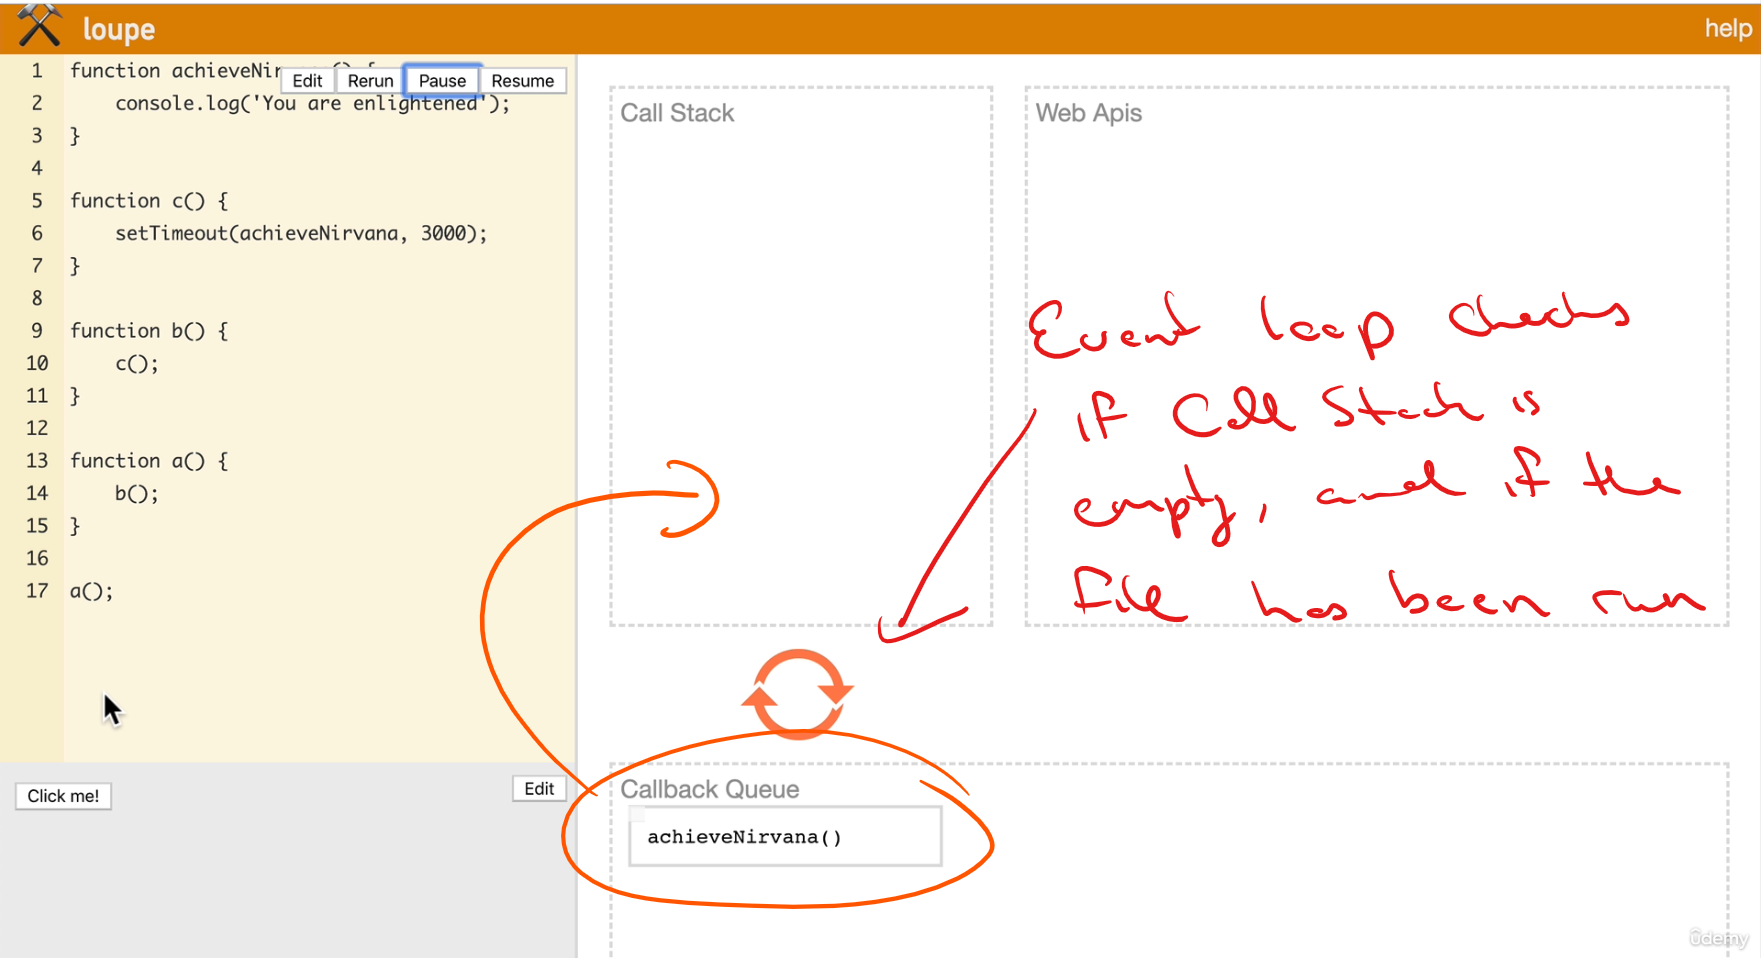 loupe
help
Edit
Rerun
Pause
Resume
1 function achieveNir
2     console.log('You are enlightened');
3 }
4
5 function c() {
6     setTimeout(achieveNirvana, 3000);
7 }
8
9 function b() {
10     c();
11 }
12
13 function a() {
14     b();
15 }
16
17 a();
Click me!
Edit
Call Stack
Web Apis
Event loop checks
if Call Stack is
empty, and if the
file has been run
Callback Queue
achieveNirvana()
ûdemy